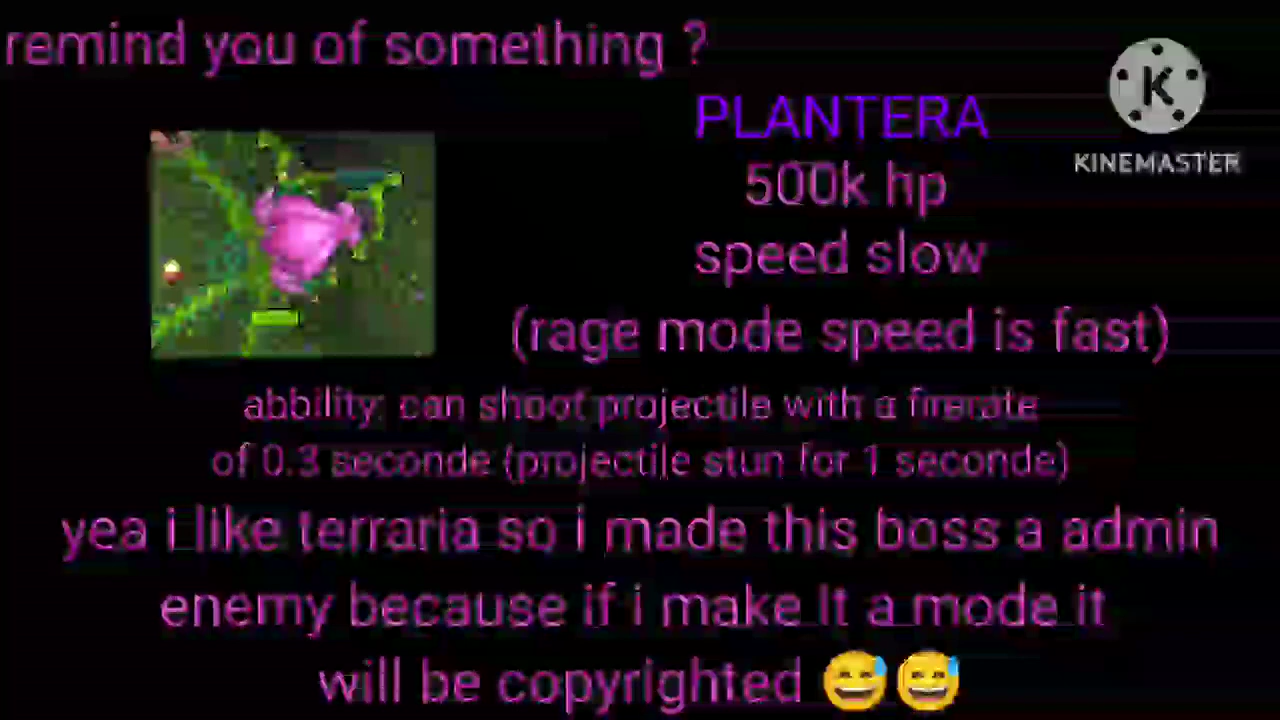 remind you of something ?
PLANTERA
KINEMASTER
500k hp
speed slow
(rage mode speed is fast)
abbility: can shoot projectile with a firerate
of 0.3 seconde (projectile stun for 1 seconde)
yea i like terraria so i made this boss a admin
enemy because if i make it a mode it
will be copyrighted 😅😅